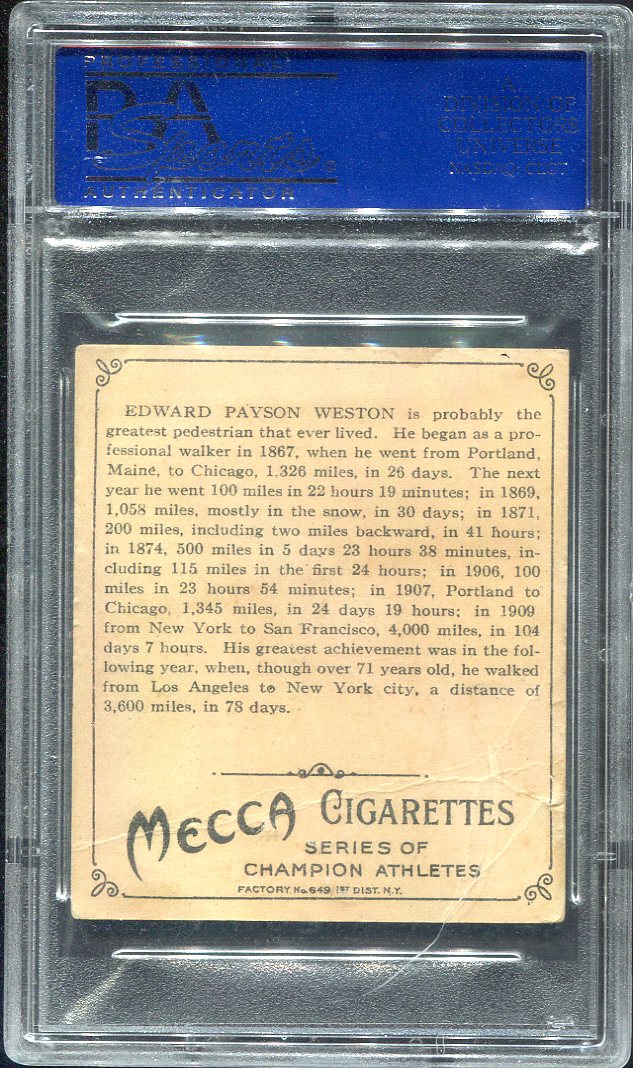 PROFESSIONAL
PSA
Sports
AUTHENTICATOR
A
DIVISION OF
COLLECTORS
UNIVERSE
NASDAQ: CLCT
EDWARD PAYSON WESTON is probably the
greatest pedestrian that ever lived. He began as a pro-
fessional walker in 1867, when he went from Portland,
Maine, to Chicago, 1,326 miles, in 26 days. The next
year he went 100 miles in 22 hours 19 minutes; in 1869,
1,058 miles, mostly in the snow, in 30 days; in 1871,
200 miles, including two miles backward, in 41 hours;
in 1874, 500 miles in 5 days 23 hours 38 minutes, in-
cluding 115 miles in the first 24 hours; in 1906, 100
miles in 23 hours 54 minutes; in 1907, Portland to
Chicago, 1,345 miles, in 24 days 19 hours; in 1909
from New York to San Francisco, 4,000 miles, in 104
days 7 hours. His greatest achievement was in the fol-
lowing year, when, though over 71 years old, he walked
from Los Angeles to New York city, a distance of
3,600 miles, in 78 days.
MECCA CIGARETTES
SERIES OF
CHAMPION ATHLETES
FACTORY No. 649, 1ST DIST. N.Y.